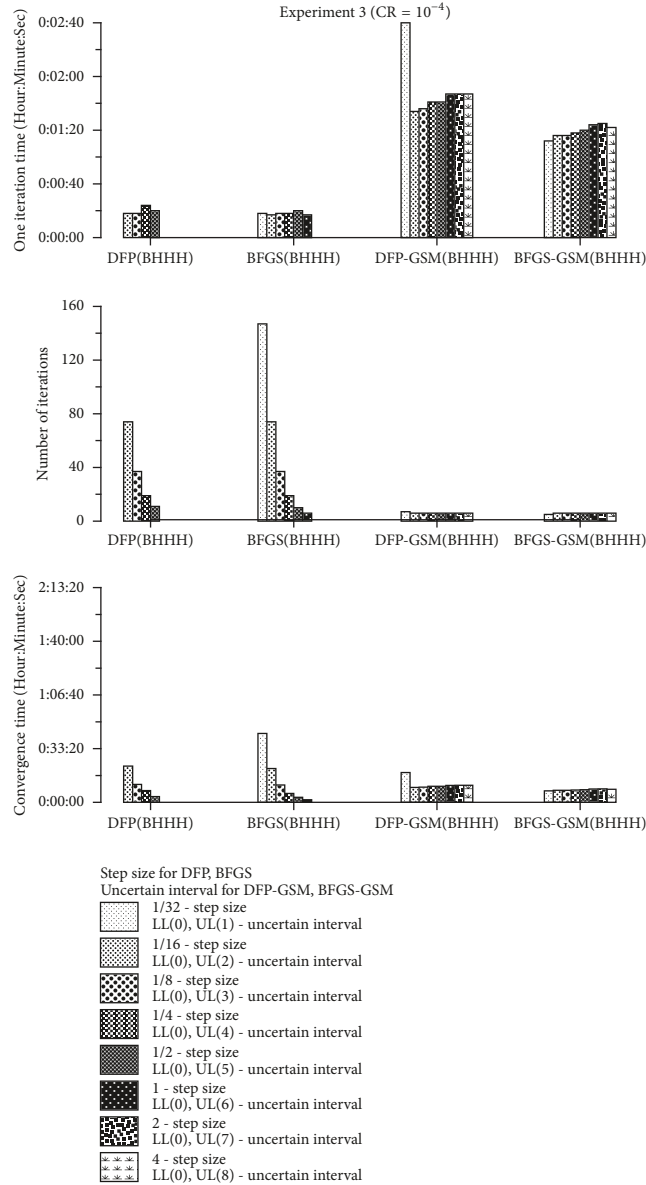 Experiment 3 (CR = 10⁻⁴)
One iteration time (Hour:Minute:Sec)
0:02:40
0:02:00
0:01:20
0:00:40
0:00:00
DFP(BHHH) BFGS(BHHH) DFP-GSM(BHHH) BFGS-GSM(BHHH)
Number of iterations
160
120
80
40
0
DFP(BHHH) BFGS(BHHH) DFP-GSM(BHHH) BFGS-GSM(BHHH)
Convergence time (Hour:Minute:Sec)
2:13:20
1:40:00
1:06:40
0:33:20
0:00:00
DFP(BHHH) BFGS(BHHH) DFP-GSM(BHHH) BFGS-GSM(BHHH)
Step size for DFP, BFGS
Uncertain interval for DFP-GSM, BFGS-GSM
1/32 - step size
LL(0), UL(1) - uncertain interval
1/16 - step size
LL(0), UL(2) - uncertain interval
1/8 - step size
LL(0), UL(3) - uncertain interval
1/4 - step size
LL(0), UL(4) - uncertain interval
1/2 - step size
LL(0), UL(5) - uncertain interval
1 - step size
LL(0), UL(6) - uncertain interval
2 - step size
LL(0), UL(7) - uncertain interval
4 - step size
LL(0), UL(8) - uncertain interval